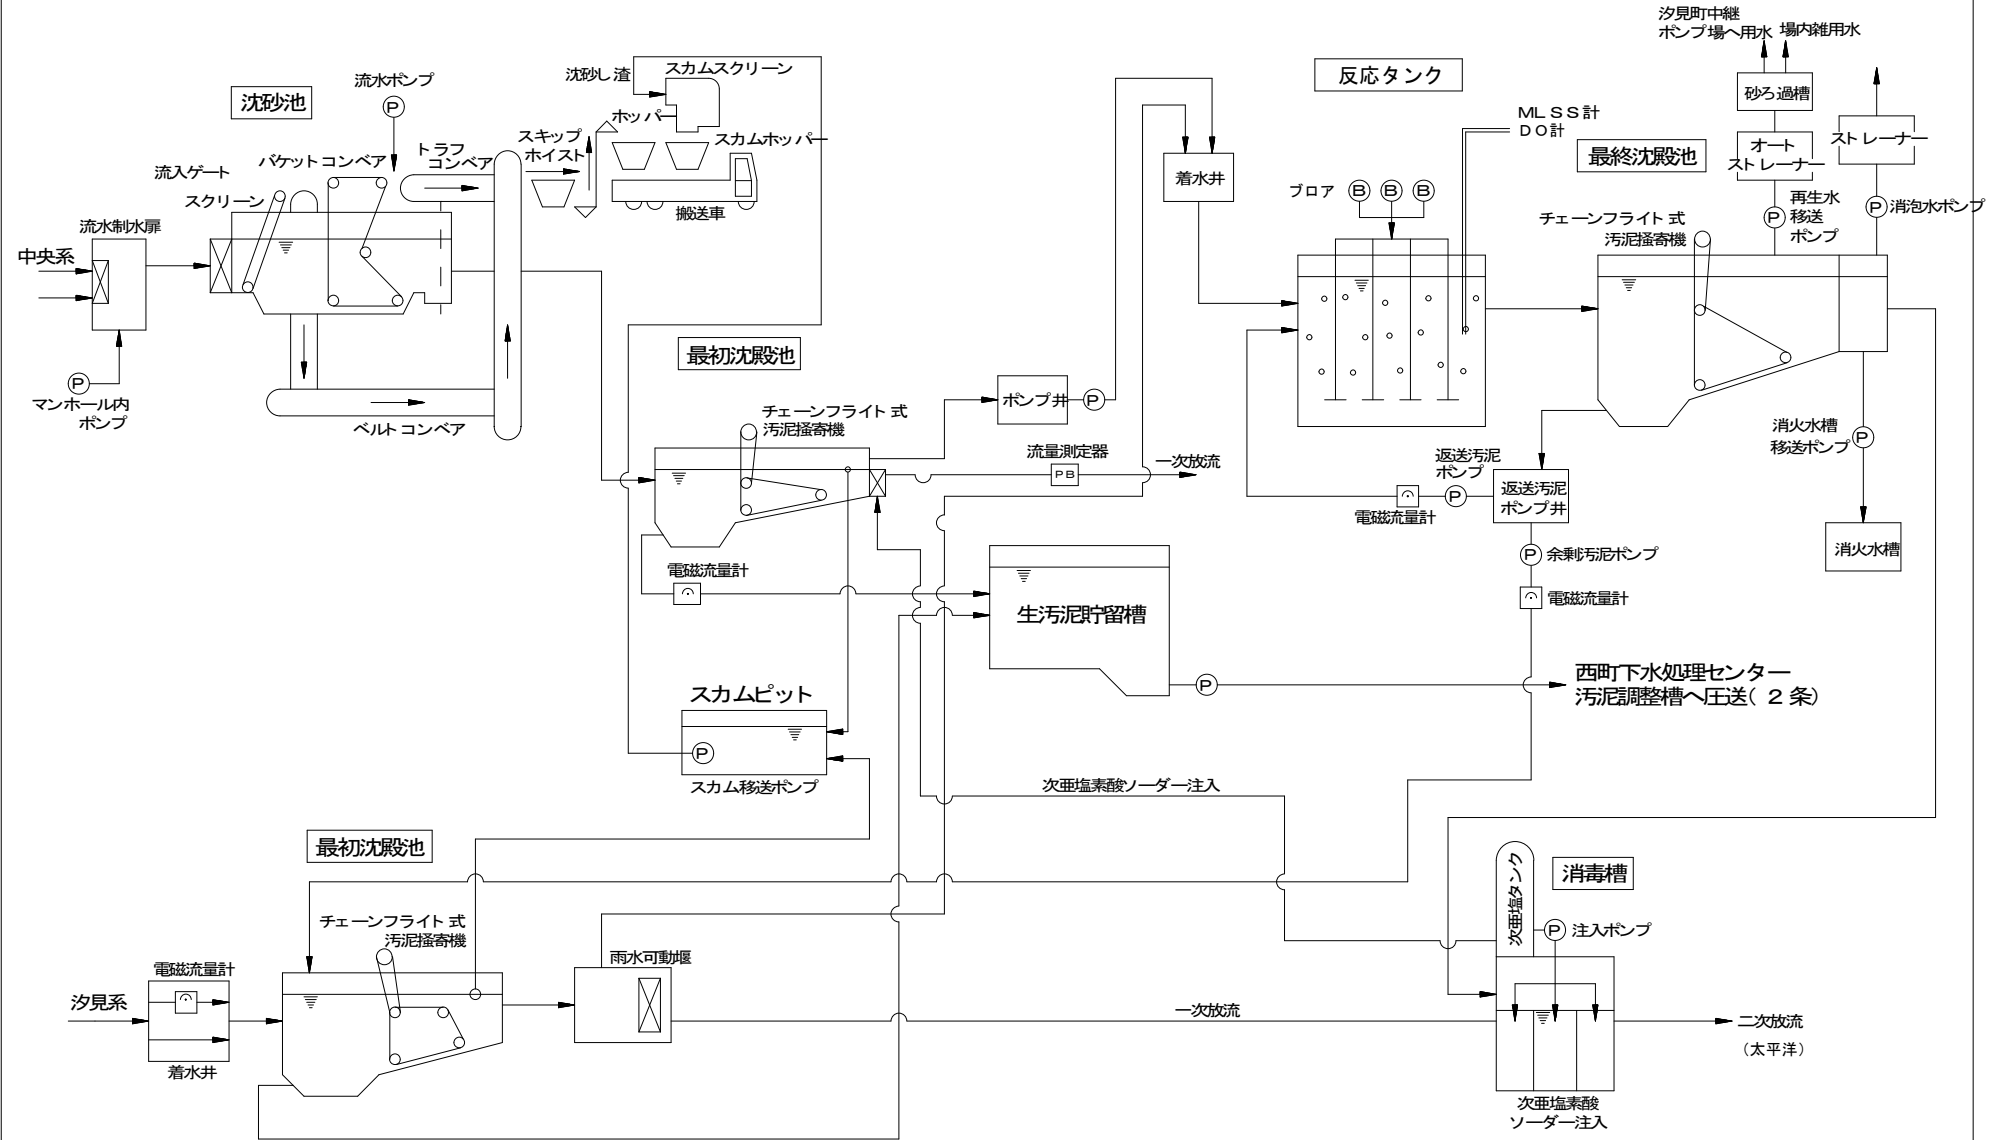 沈砂池
流水ポンプ
P
沈砂し渣
スカムスクリーン
ホッパー
スカムホッパー
スキップ
ホイスト
搬送車
トラフ
コンベア
バケットコンベア
流入ゲート
スクリーン
流水制水扉
中央系
P
マンホール内
ポンプ
ベルトコンベア
反応タンク
MLSS計
DO計
ブロア
B
B
B
着水井
汐見町中継
ポンプ場へ用水
場内雑用水
砂ろ過槽
オート
ストレーナー
ストレーナー
最終沈殿池
再生水
移送
ポンプ
P
P
消泡水ポンプ
チェーンフライト式
汚泥掻寄機
消火水槽
移送ポンプ
P
消火水槽
最初沈殿池
チェーンフライト式
汚泥掻寄機
ポンプ井
P
流量測定器
PB
一次放流
返送汚泥
ポンプ
P
電磁流量計
返送汚泥
ポンプ井
P
余剰汚泥ポンプ
電磁流量計
電磁流量計
生汚泥貯留槽
P
西町下水処理センター
汚泥調整槽へ圧送(2条)
スカムピット
P
スカム移送ポンプ
次亜塩素酸ソーダー注入
最初沈殿池
チェーンフライト式
汚泥掻寄機
電磁流量計
汐見系
着水井
雨水可動堰
一次放流
次亜塩タンク
消毒槽
P
注入ポンプ
二次放流
(太平洋)
次亜塩素酸
ソーダー注入